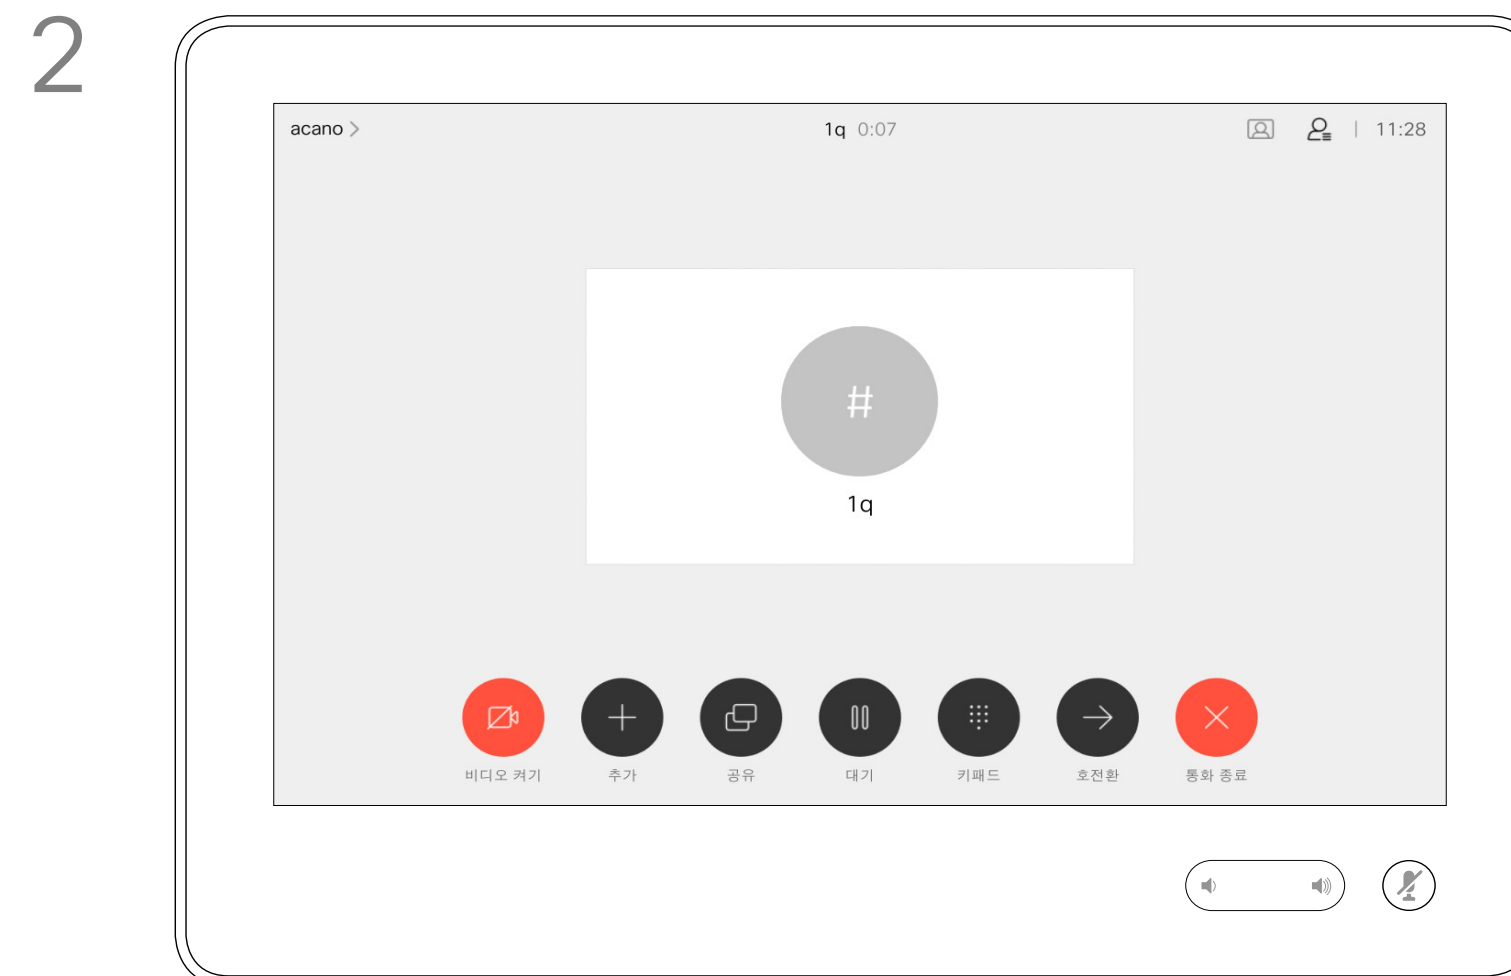 2
acano
1q 0:07
11:28
#
1q
비디오 켜기
추가
공유
대기
키패드
호전환
통화 종료